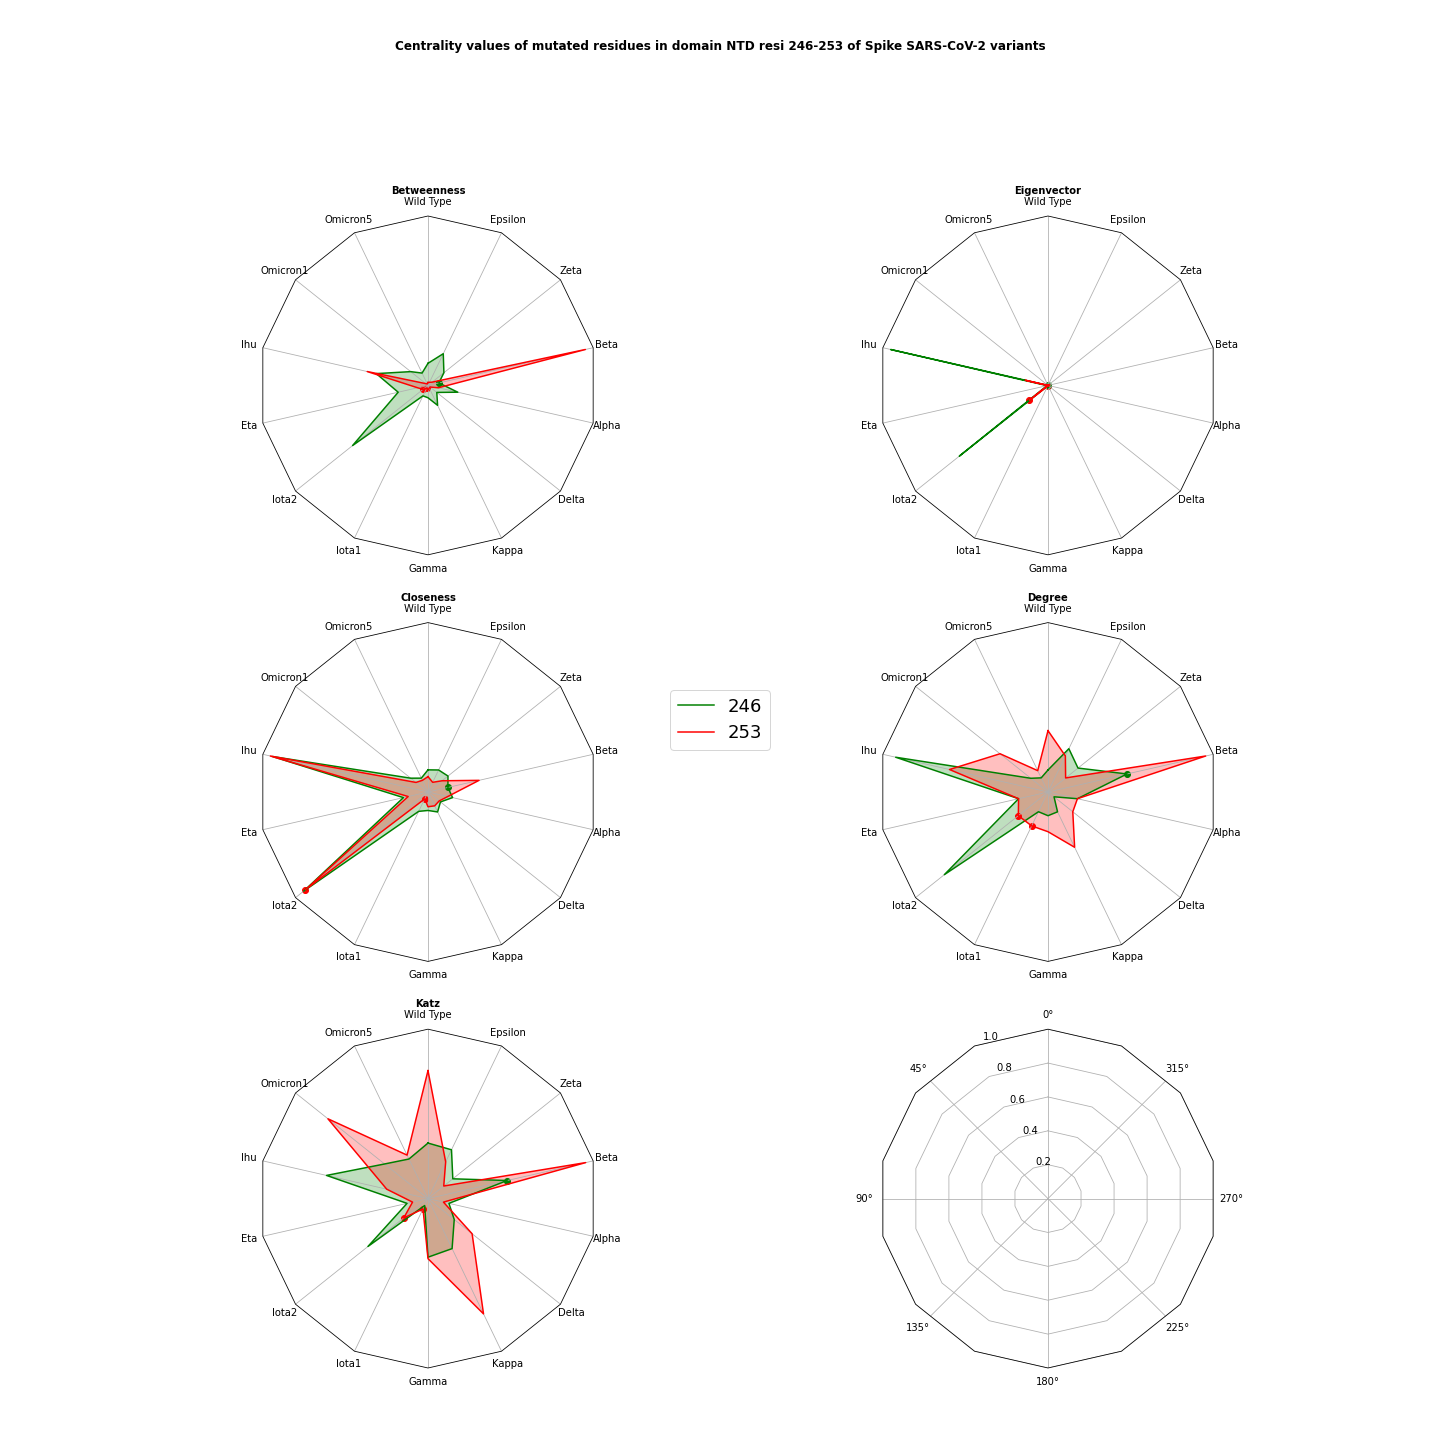 Centrality values of mutated residues in domain NTD resi 246-253 of Spike SARS-CoV-2 variants
Betweenness
Wild Type
Omicron5
Epsilon
Omicron1
Zeta
Ihu
Beta
Eta
Alpha
Iota2
Delta
Iota1
Kappa
Gamma
Eigenvector
Wild Type
Omicron5
Epsilon
Omicron1
Zeta
Ihu
Beta
Eta
Alpha
Iota2
Delta
Iota1
Kappa
Gamma
Closeness
Wild Type
Omicron5
Epsilon
Omicron1
Zeta
Ihu
Beta
Eta
Alpha
Iota2
Delta
Iota1
Kappa
Gamma
246
253
Degree
Wild Type
Omicron5
Epsilon
Omicron1
Zeta
Ihu
Beta
Eta
Alpha
Iota2
Delta
Iota1
Kappa
Gamma
Katz
Wild Type
Omicron5
Epsilon
Omicron1
Zeta
Ihu
Beta
Eta
Alpha
Iota2
Delta
Iota1
Kappa
Gamma
0°
1.0
45°
0.8
315°
0.6
0.4
0.2
90°
270°
135°
225°
180°